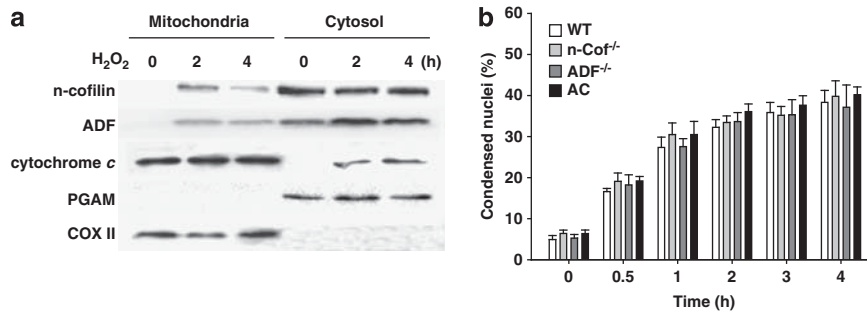 a
Mitochondria Cytosol
H2O2 0 2 4 0 2 4 (h)
n-cofilin
ADF
cytochrome c
PGAM
COX II
b
Condensed nuclei (%)
60
50
40
30
20
10
0
WT
n-Cof-/-
ADF-/-
AC
0 0.5 1 2 3 4
Time (h)